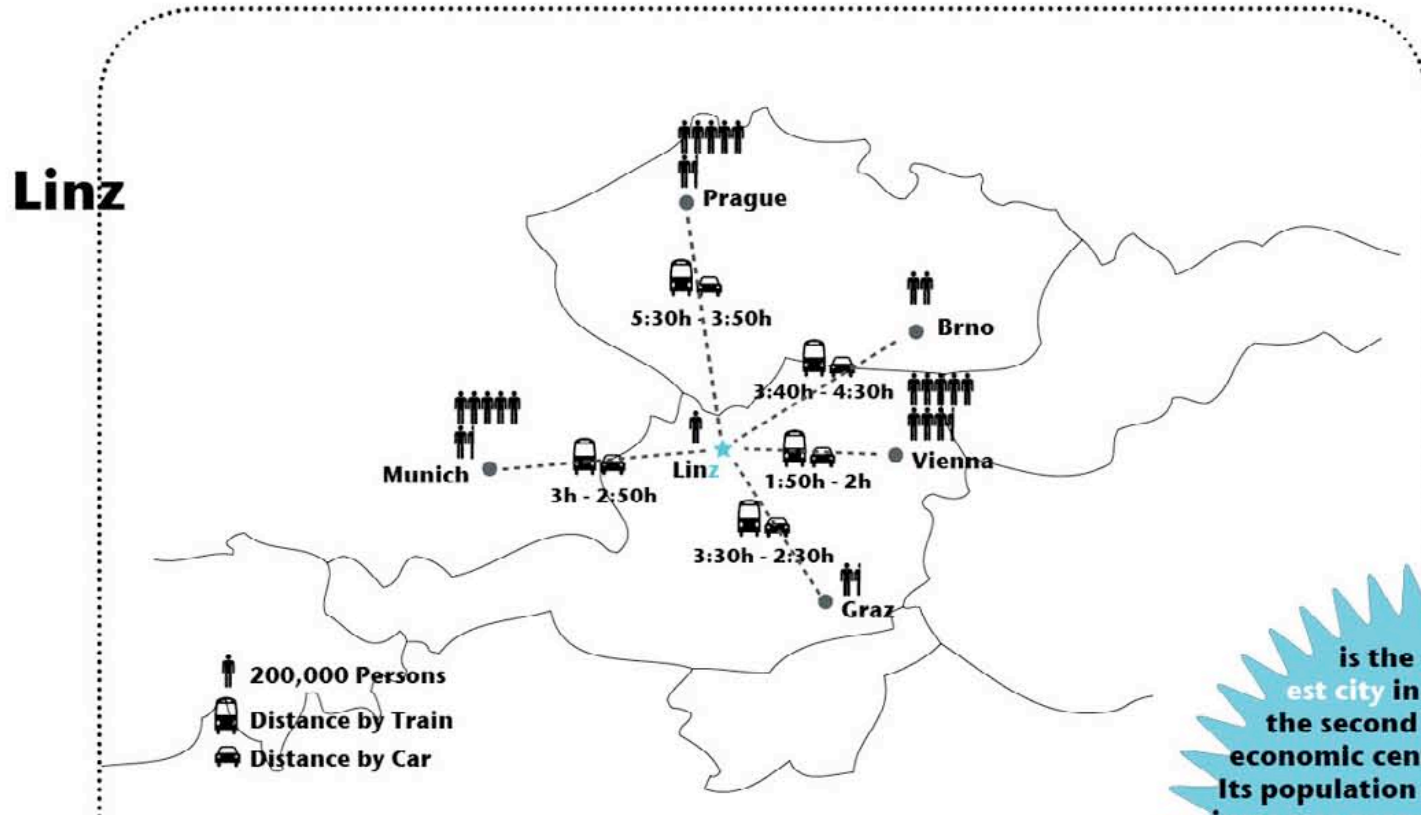 Linz
Prague
5:30h - 3:50h
Brno
3:40h - 4:30h
Munich
3h - 2:50h
Linz
Vienna
1:50h - 2h
3:30h - 2:30h
Graz
200,000 Persons
Distance by Train
Distance by Car
is the
est city in
the second
economic cen
Its population